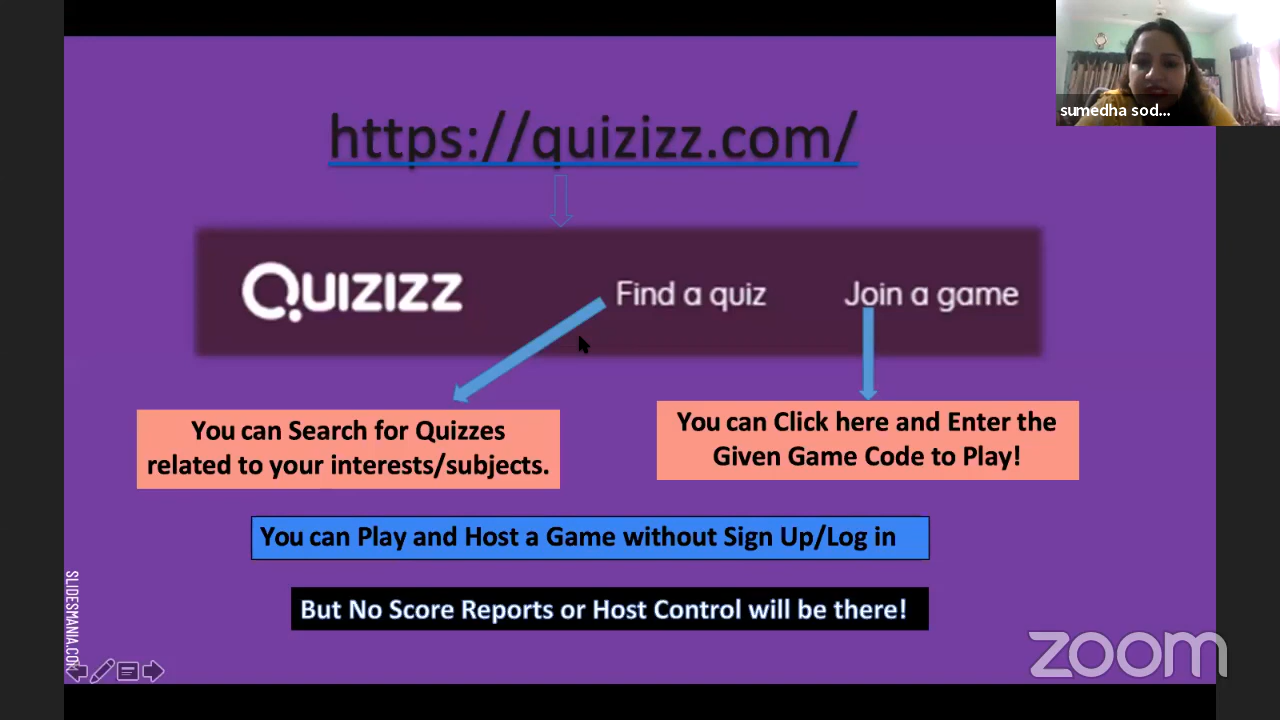 sumedha sod...
https://quizizz.com/
Quizizz
Find a quiz
Join a game
You can Search for Quizzes
related to your interests/subjects.
You can Click here and Enter the
Given Game Code to Play!
You can Play and Host a Game without Sign Up/Log in
But No Score Reports or Host Control will be there!
SLIDESMANIA.COM
zoom